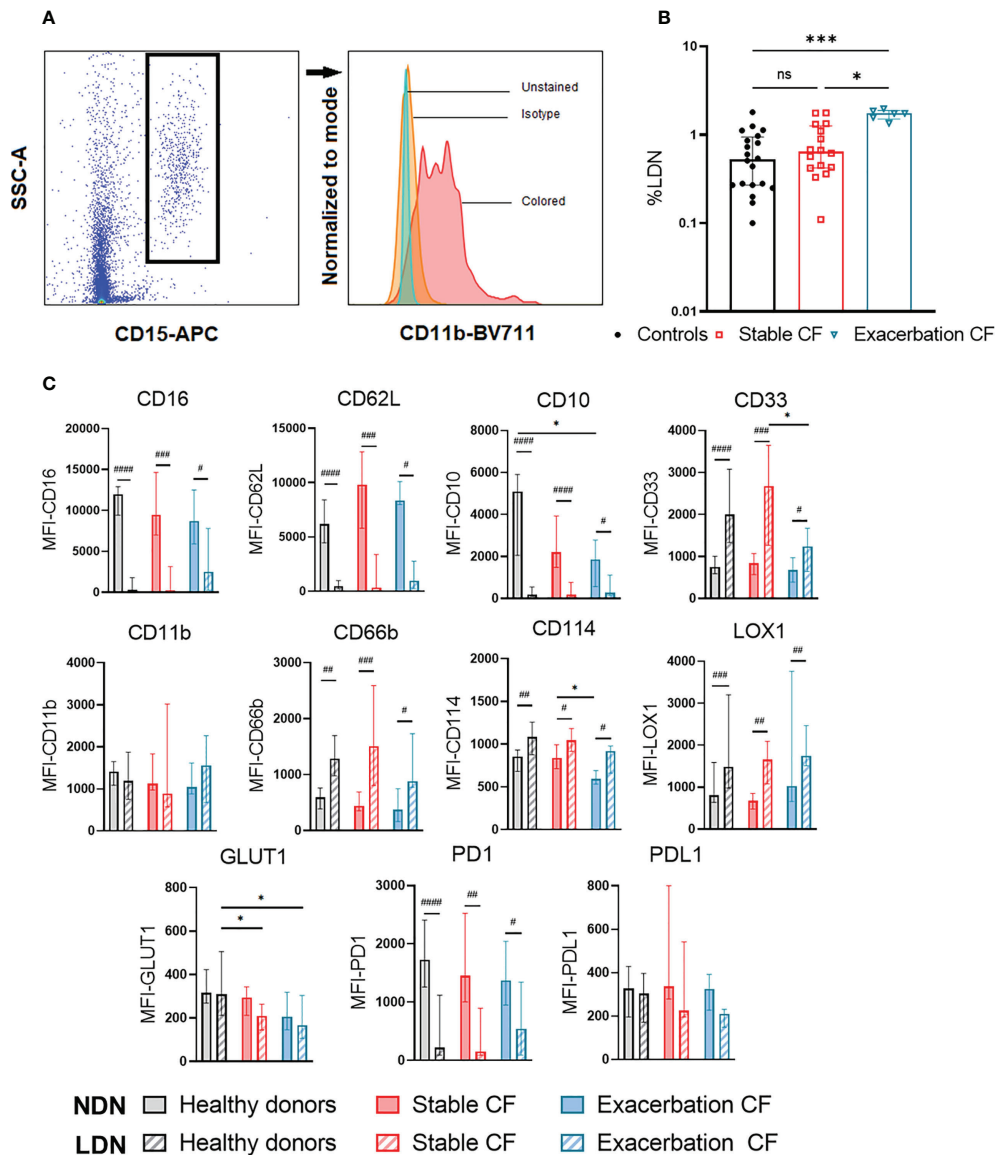 A
SSC-A
CD15-APC
Normalized to mode
Unstained
Isotype
Colored
CD11b-BV711
B
%LDN
10
1
0.1
0.01
***
ns
*
Controls Stable CF Exacerbation CF
C
CD16
MFI-CD16
20000
15000
10000
5000
0
####
###
#
CD62L
MFI-CD62L
15000
10000
5000
0
####
###
#
CD10
MFI-CD10
8000
6000
4000
2000
0
*
####
####
#
CD33
MFI-CD33
4000
3000
2000
1000
0
*
####
###
#
CD11b
MFI-CD11b
4000
3000
2000
1000
0
CD66b
MFI-CD66b
3000
2000
1000
0
##
###
#
CD114
MFI-CD114
2000
1500
1000
500
0
*
##
#
#
LOX1
MFI-LOX1
4000
3000
2000
1000
0
###
##
##
GLUT1
MFI-GLUT1
800
600
400
200
0
*
*
PD1
MFI-PD1
3000
2000
1000
0
####
##
#
PDL1
MFI-PDL1
800
600
400
200
0
NDN Healthy donors Stable CF Exacerbation CF
LDN Healthy donors Stable CF Exacerbation CF